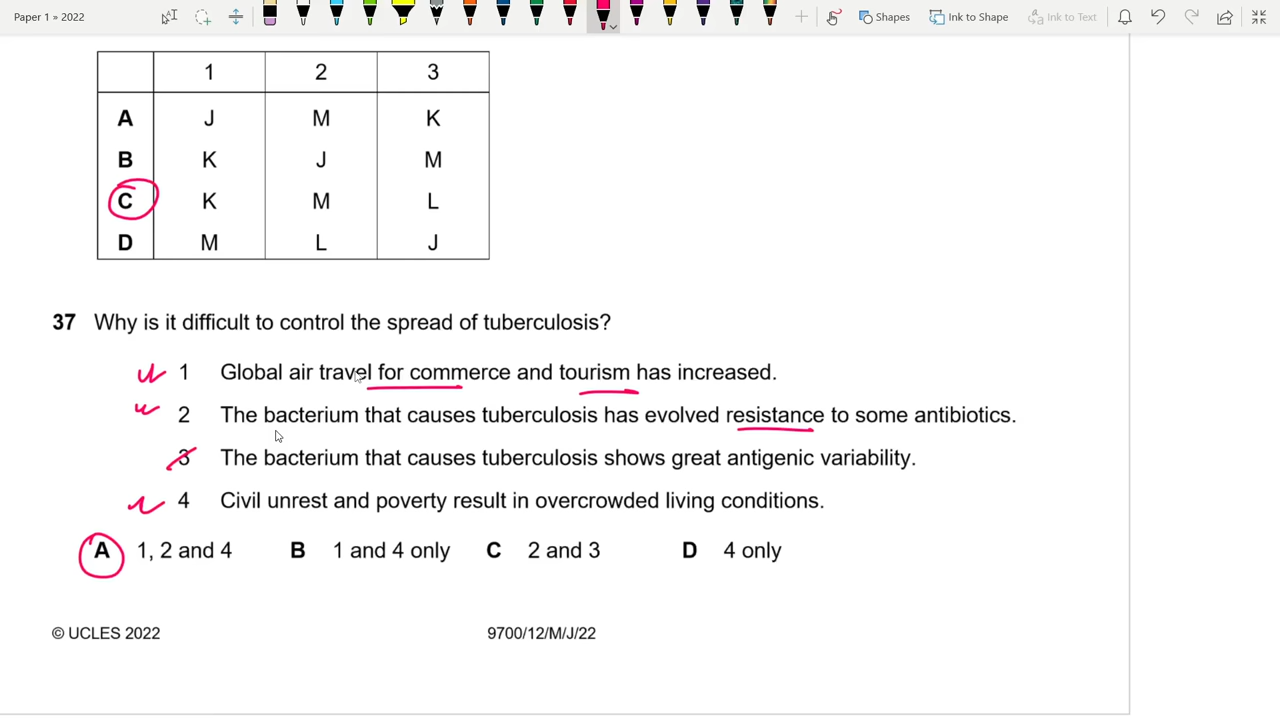 Paper 1 » 2022
Shapes Ink to Shape Ink to Text
1 2 3
A J M K
B K J M
C K M L
D M L J
37 Why is it difficult to control the spread of tuberculosis?
1 Global air travel for commerce and tourism has increased.
2 The bacterium that causes tuberculosis has evolved resistance to some antibiotics.
3 The bacterium that causes tuberculosis shows great antigenic variability.
4 Civil unrest and poverty result in overcrowded living conditions.
A 1, 2 and 4 B 1 and 4 only C 2 and 3 D 4 only
© UCLES 2022 9700/12/M/J/22